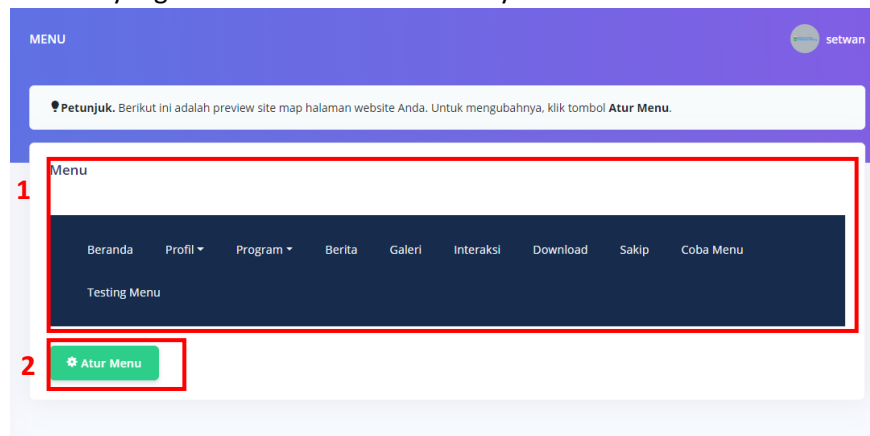 MENU
setwan
Petunjuk. Berikut ini adalah preview site map halaman website Anda. Untuk mengubahnya, klik tombol Atur Menu.
1
Menu
Beranda Profil Program Berita Galeri Interaksi Download Sakip Coba Menu
Testing Menu
2
Atur Menu